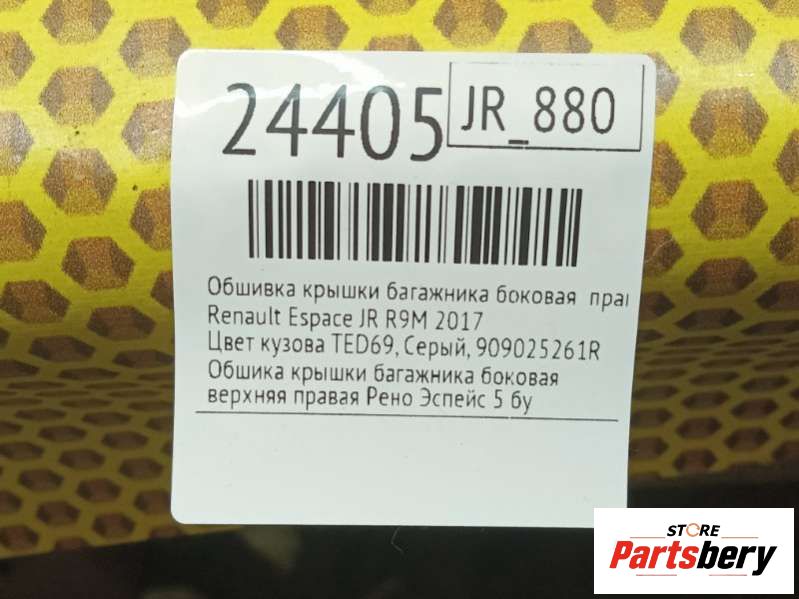 24405
JR_880
Обшивка крышки багажника боковая
Renault Espace JR R9M 2017
Цвет кузова TED69, Серый, 909025261R
Обшика крышки багажника боковая
верхняя правая Рено Эспейс 5 бу
STORE
Partsbery